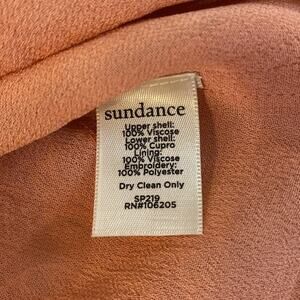 sundance
Upper shell:
100% Viscose
Lower shell:
100% Cupro
Lining:
100% Viscose
Embroidery:
100% Polyester
Dry Clean Only
SP219
RN#106205